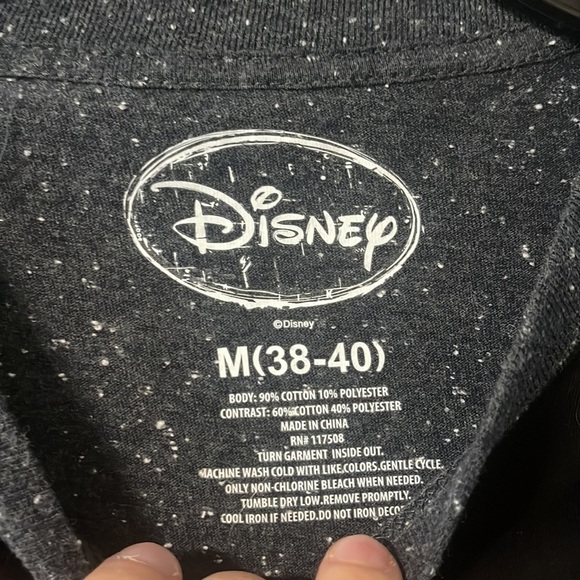 Disney
©Disney
M(38-40)
BODY: 90% COTTON 10% POLYESTER
CONTRAST: 60%COTTON 40% POLYESTER
MADE IN CHINA
RN# 117508
TURN GARMENT INSIDE OUT.
MACHINE WASH COLD WITH LIKE.COLORS.GENTLE CYCLE.
ONLY NON-CHLORINE BLEACH WHEN NEEDED.
TUMBLE DRY LOW.REMOVE PROMPTLY.
COOL IRON IF NEEDED.DO NOT IRON